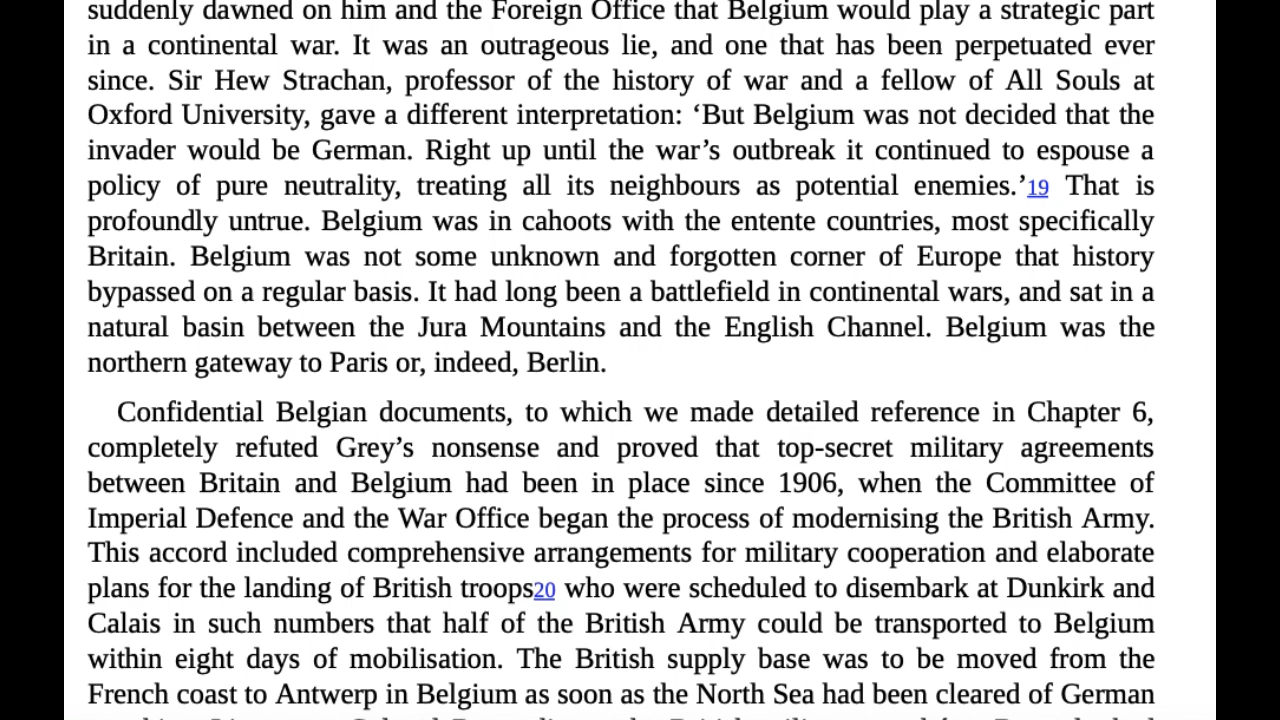 suddenly dawned on him and the Foreign Office that Belgium would play a strategic part
in a continental war. It was an outrageous lie, and one that has been perpetuated ever
since. Sir Hew Strachan, professor of the history of war and a fellow of All Souls at
Oxford University, gave a different interpretation: ‘But Belgium was not decided that the
invader would be German. Right up until the war’s outbreak it continued to espouse a
policy of pure neutrality, treating all its neighbours as potential enemies.’19 That is
profoundly untrue. Belgium was in cahoots with the entente countries, most specifically
Britain. Belgium was not some unknown and forgotten corner of Europe that history
bypassed on a regular basis. It had long been a battlefield in continental wars, and sat in a
natural basin between the Jura Mountains and the English Channel. Belgium was the
northern gateway to Paris or, indeed, Berlin.
Confidential Belgian documents, to which we made detailed reference in Chapter 6,
completely refuted Grey’s nonsense and proved that top-secret military agreements
between Britain and Belgium had been in place since 1906, when the Committee of
Imperial Defence and the War Office began the process of modernising the British Army.
This accord included comprehensive arrangements for military cooperation and elaborate
plans for the landing of British troops20 who were scheduled to disembark at Dunkirk and
Calais in such numbers that half of the British Army could be transported to Belgium
within eight days of mobilisation. The British supply base was to be moved from the
French coast to Antwerp in Belgium as soon as the North Sea had been cleared of German